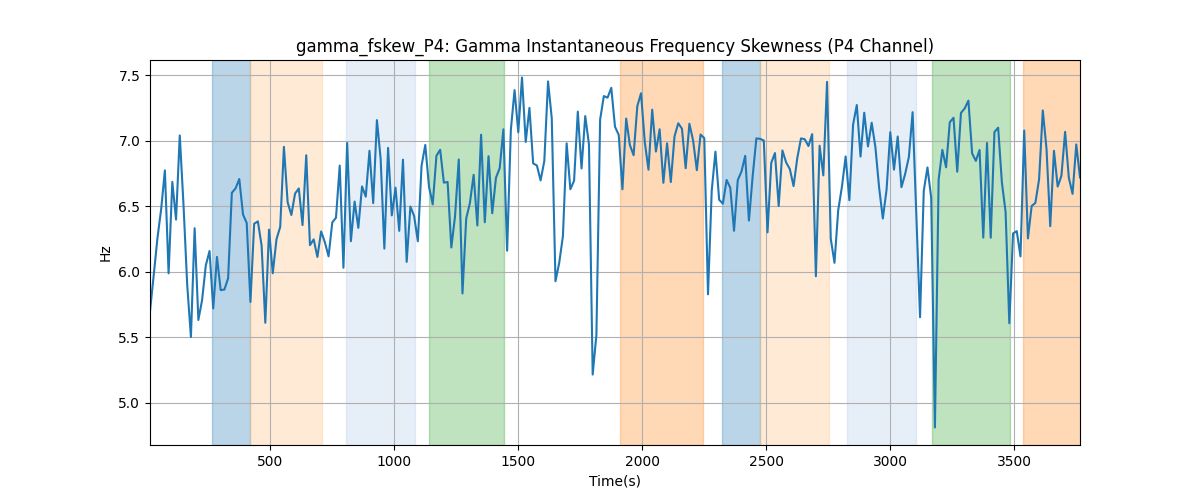 gamma_fskew_P4: Gamma Instantaneous Frequency Skewness (P4 Channel)
7.5
7.0
6.5
6.0
5.5
5.0
Hz
500 1000 1500 2000 2500 3000 3500
Time(s)